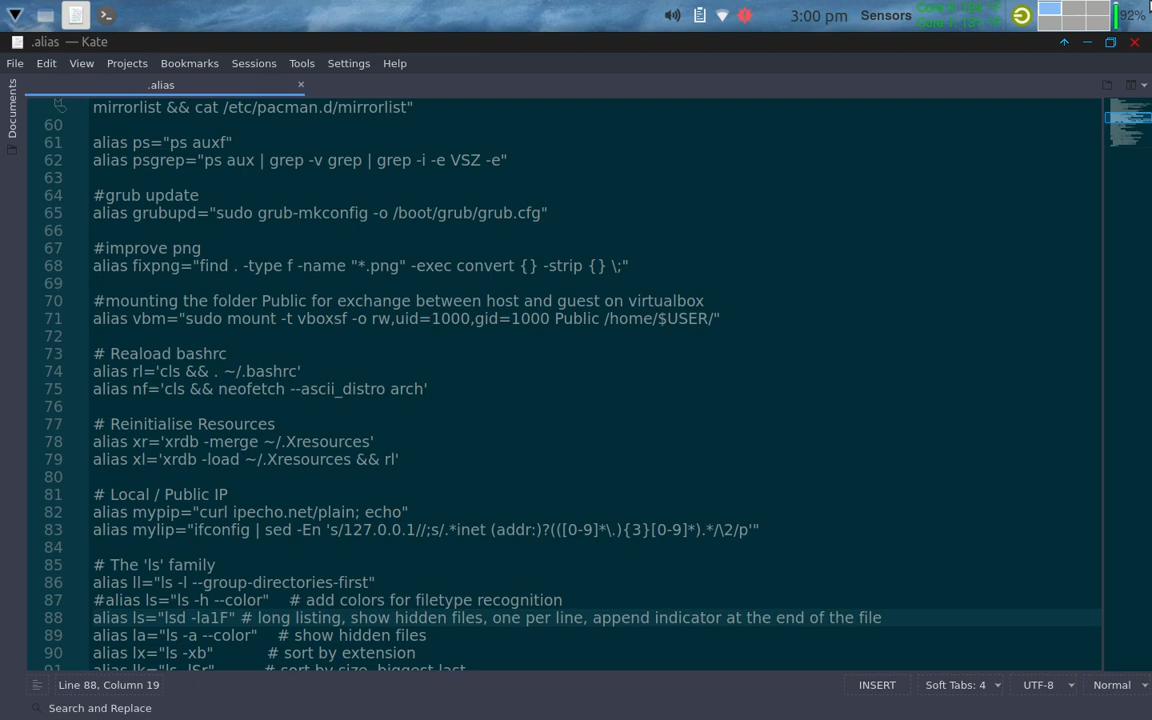 3:00 pm
Sensors
92%
.alias — Kate
File Edit View Projects Bookmarks Sessions Tools Settings Help
Documents
.alias
mirrorlist && cat /etc/pacman.d/mirrorlist"
60
61 alias ps="ps auxf"
62 alias psgrep="ps aux | grep -v grep | grep -i -e VSZ -e"
63
64 #grub update
65 alias grubupd="sudo grub-mkconfig -o /boot/grub/grub.cfg"
66
67 #improve png
68 alias fixpng="find . -type f -name "*.png" -exec convert {} -strip {} \;"
69
70 #mounting the folder Public for exchange between host and guest on virtualbox
71 alias vbm="sudo mount -t vboxsf -o rw,uid=1000,gid=1000 Public /home/$USER/"
72
73 # Reaload bashrc
74 alias rl='cls && . ~/.bashrc'
75 alias nf='cls && neofetch --ascii_distro arch'
76
77 # Reinitialise Resources
78 alias xr='xrdb -merge ~/.Xresources'
79 alias xl='xrdb -load ~/.Xresources && rl'
80
81 # Local / Public IP
82 alias mypip="curl ipecho.net/plain; echo"
83 alias mylip="ifconfig | sed -En 's/127.0.0.1//;s/.*inet (addr:)?(([0-9]*\.){3}[0-9]*).*/\2/p'"
84
85 # The 'ls' family
86 alias ll="ls -l --group-directories-first"
87 #alias ls="ls -h --color" # add colors for filetype recognition
88 alias ls="lsd -la1F" # long listing, show hidden files, one per line, append indicator at the end of the file
89 alias la="ls -a --color" # show hidden files
90 alias lx="ls -xb" # sort by extension
91 alias lk="ls -lSr" # sort by size, biggest last
Line 88, Column 19
INSERT
Soft Tabs: 4
UTF-8
Normal
Search and Replace